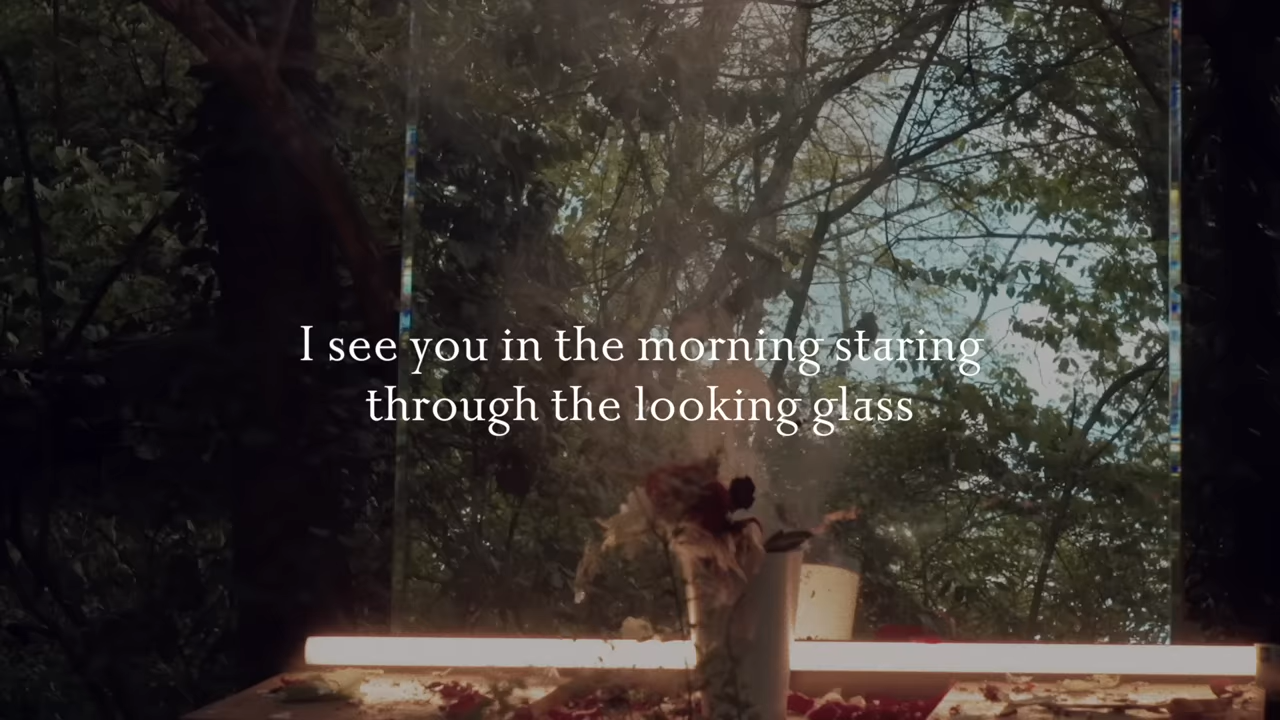 I see you in the morning staring
through the looking glass